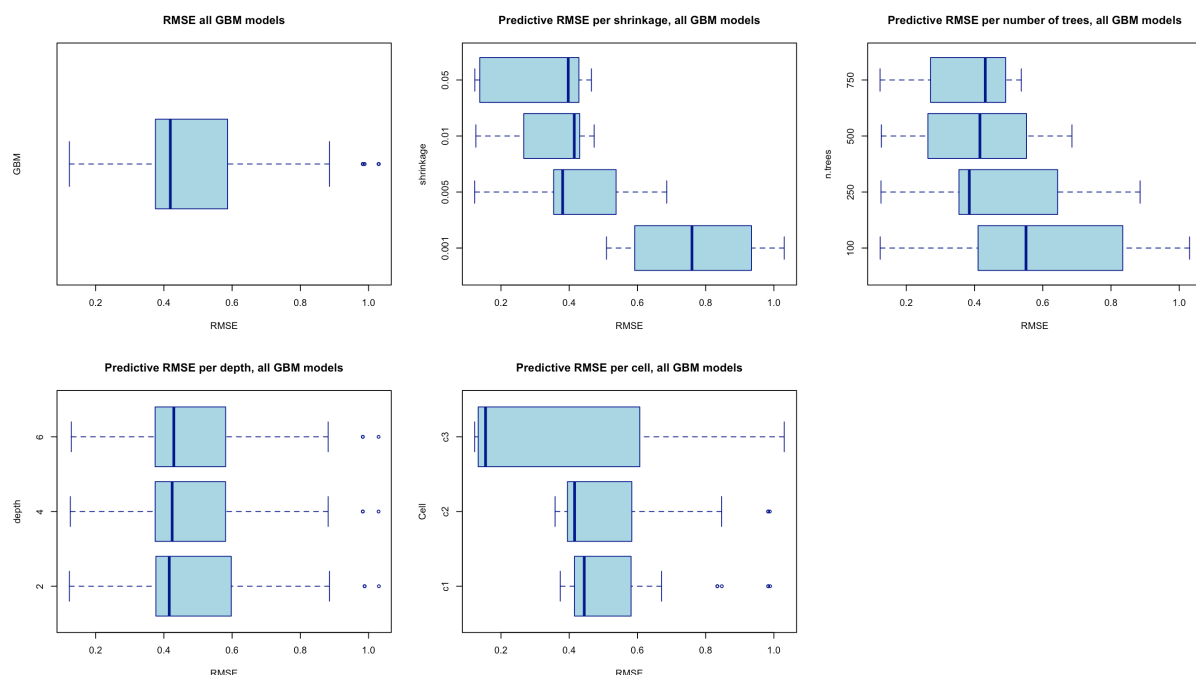 RMSE all GBM models
GBM
0.2 0.4 0.6 0.8 1.0
RMSE
Predictive RMSE per shrinkage, all GBM models
shrinkage
0.05
0.01
0.005
0.001
0.2 0.4 0.6 0.8 1.0
RMSE
Predictive RMSE per number of trees, all GBM models
n.trees
750
500
250
100
0.2 0.4 0.6 0.8 1.0
RMSE
Predictive RMSE per depth, all GBM models
depth
6
4
2
0.2 0.4 0.6 0.8 1.0
RMSE
Predictive RMSE per cell, all GBM models
Cell
c3
c2
c1
0.2 0.4 0.6 0.8 1.0
RMSE